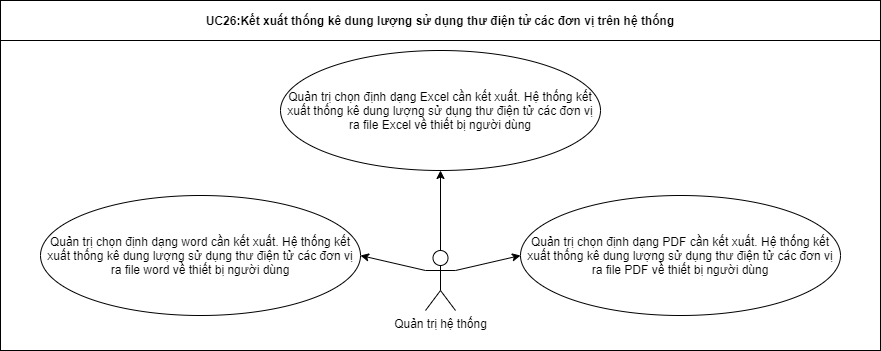 UC26:Kết xuất thống kê dung lượng sử dụng thư điện tử các đơn vị trên hệ thống
Quản trị chọn định dạng Excel cần kết xuất. Hệ thống kết
xuất thống kê dung lượng sử dụng thư điện tử các đơn vị
ra file Excel về thiết bị người dùng
Quản trị chọn định dạng word cần kết xuất. Hệ thống kết
xuất thống kê dung lượng sử dụng thư điện tử các đơn vị
ra file word về thiết bị người dùng
Quản trị chọn định dạng PDF cần kết xuất. Hệ thống kết
xuất thống kê dung lượng sử dụng thư điện tử các đơn vị
ra file PDF về thiết bị người dùng
Quản trị hệ thống